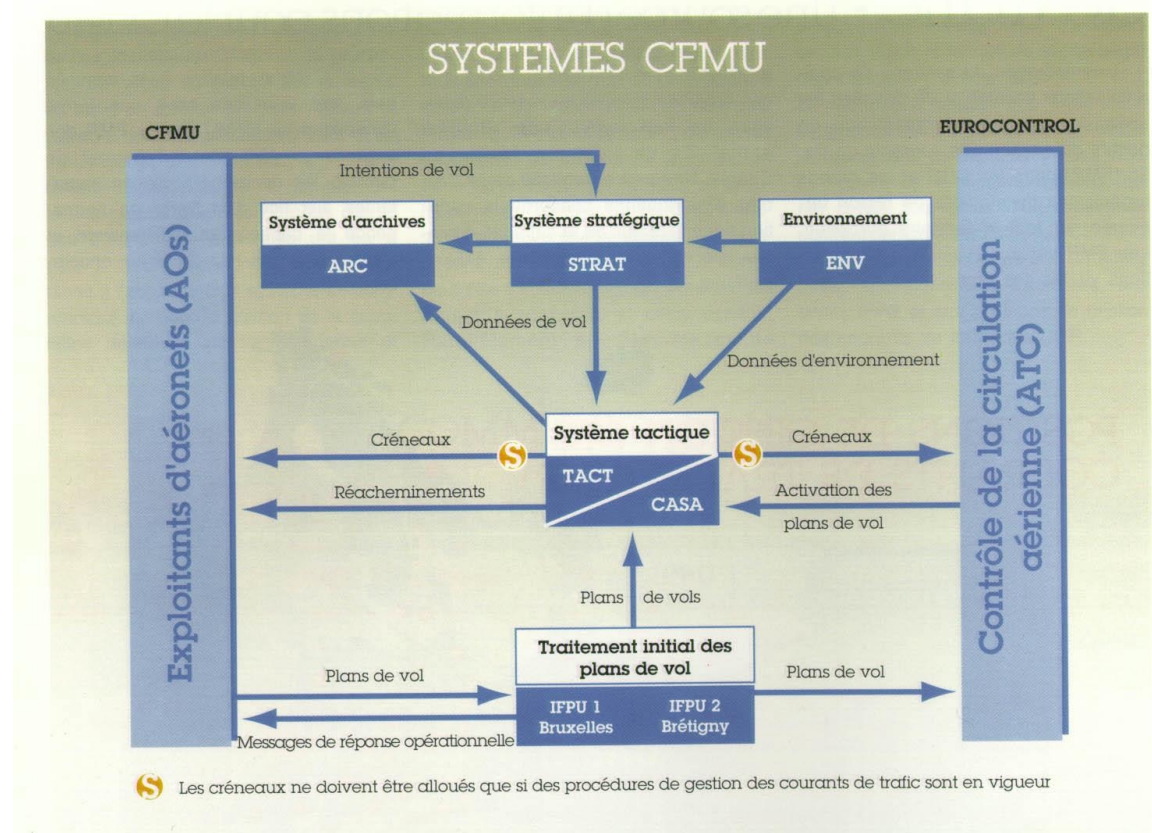 SYSTEMES CFMU
CFMU
EUROCONTROL
Exploitants d'aéronefs (AOs)
Intentions de vol
Système d'archives
ARC
Système stratégique
STRAT
Environnement
ENV
Données de vol
Données d'environnement
Contrôle de la circulation
aérienne (ATC)
Créneaux
S
Système tactique
TACT
CASA
S
Créneaux
Réacheminements
Activation des
plans de vol
Plans de vols
Traitement initial des
plans de vol
IFPU 1
Bruxelles
IFPU 2
Brétigny
Plans de vol
Plans de vol
Messages de réponse opérationnelle
S Les créneaux ne doivent être alloués que si des procédures de gestion des courants de trafic sont en vigueur